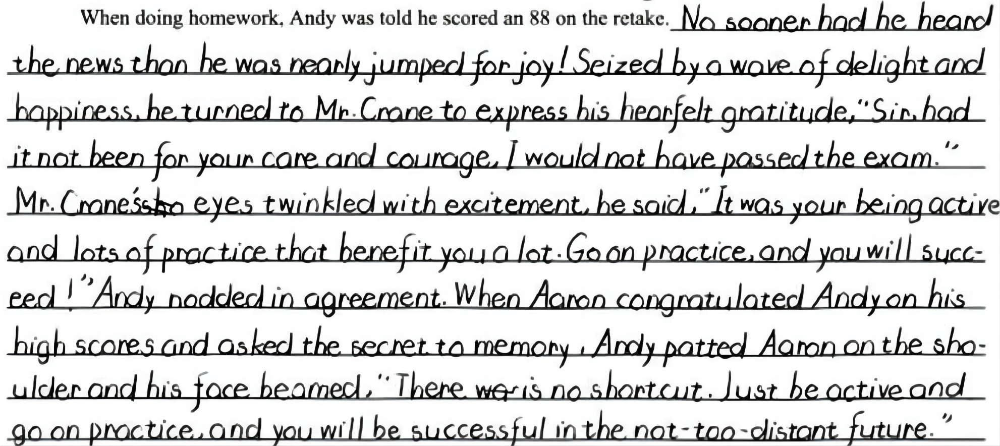 When doing homework, Andy was told he scored an 88 on the retake. No sooner had he heard
the news than he was nearly jumped for joy! Seized by a wave of delight and
happiness, he turned to Mr. Crane to express his hearfelt gratitude, "Sir, had
it not been for your care and courage, I would not have passed the exam."
Mr. Crane's eyes twinkled with excitement, he said, "It was your being active
and lots of practice that benefit you a lot. Go on practice, and you will succ-
eed!" Andy nodded in agreement. When Aaron congratulated Andy on his
high scores and asked the secret to memory, Andy patted Aaron on the sho-
ulder and his face beamed, "There is no shortcut. Just be active and
go on practice, and you will be successful in the not-too-distant future."